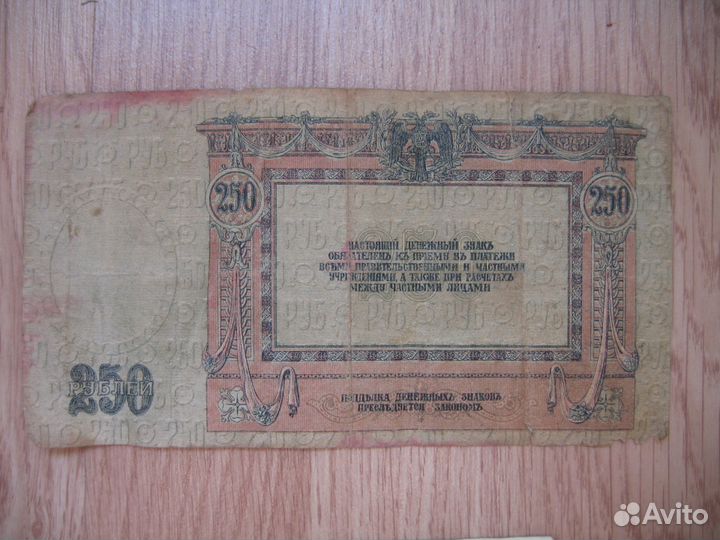 250
250
НАСТОЯЩИЙ ДЕНЕЖНЫЙ ЗНАКЪ
ОБЯЗАТЕЛЕНЪ КЪ ПРІЕМУ ВЪ ПЛАТЕЖИ
ВСѢМИ ПРАВИТЕЛЬСТВЕННЫМИ И ЧАСТНЫМИ
УЧРЕЖДЕНІЯМИ, А ТАКЖЕ ПРИ РАСЧЕТАХЪ
МЕЖДУ ЧАСТНЫМИ ЛИЦАМИ
250
РУБЛЕЙ
ПОДДѢЛКА ДЕНЕЖНЫХЪ ЗНАКОВЪ
ПРЕСЛѢДУЕТСЯ ЗАКОНОМЪ
Avito